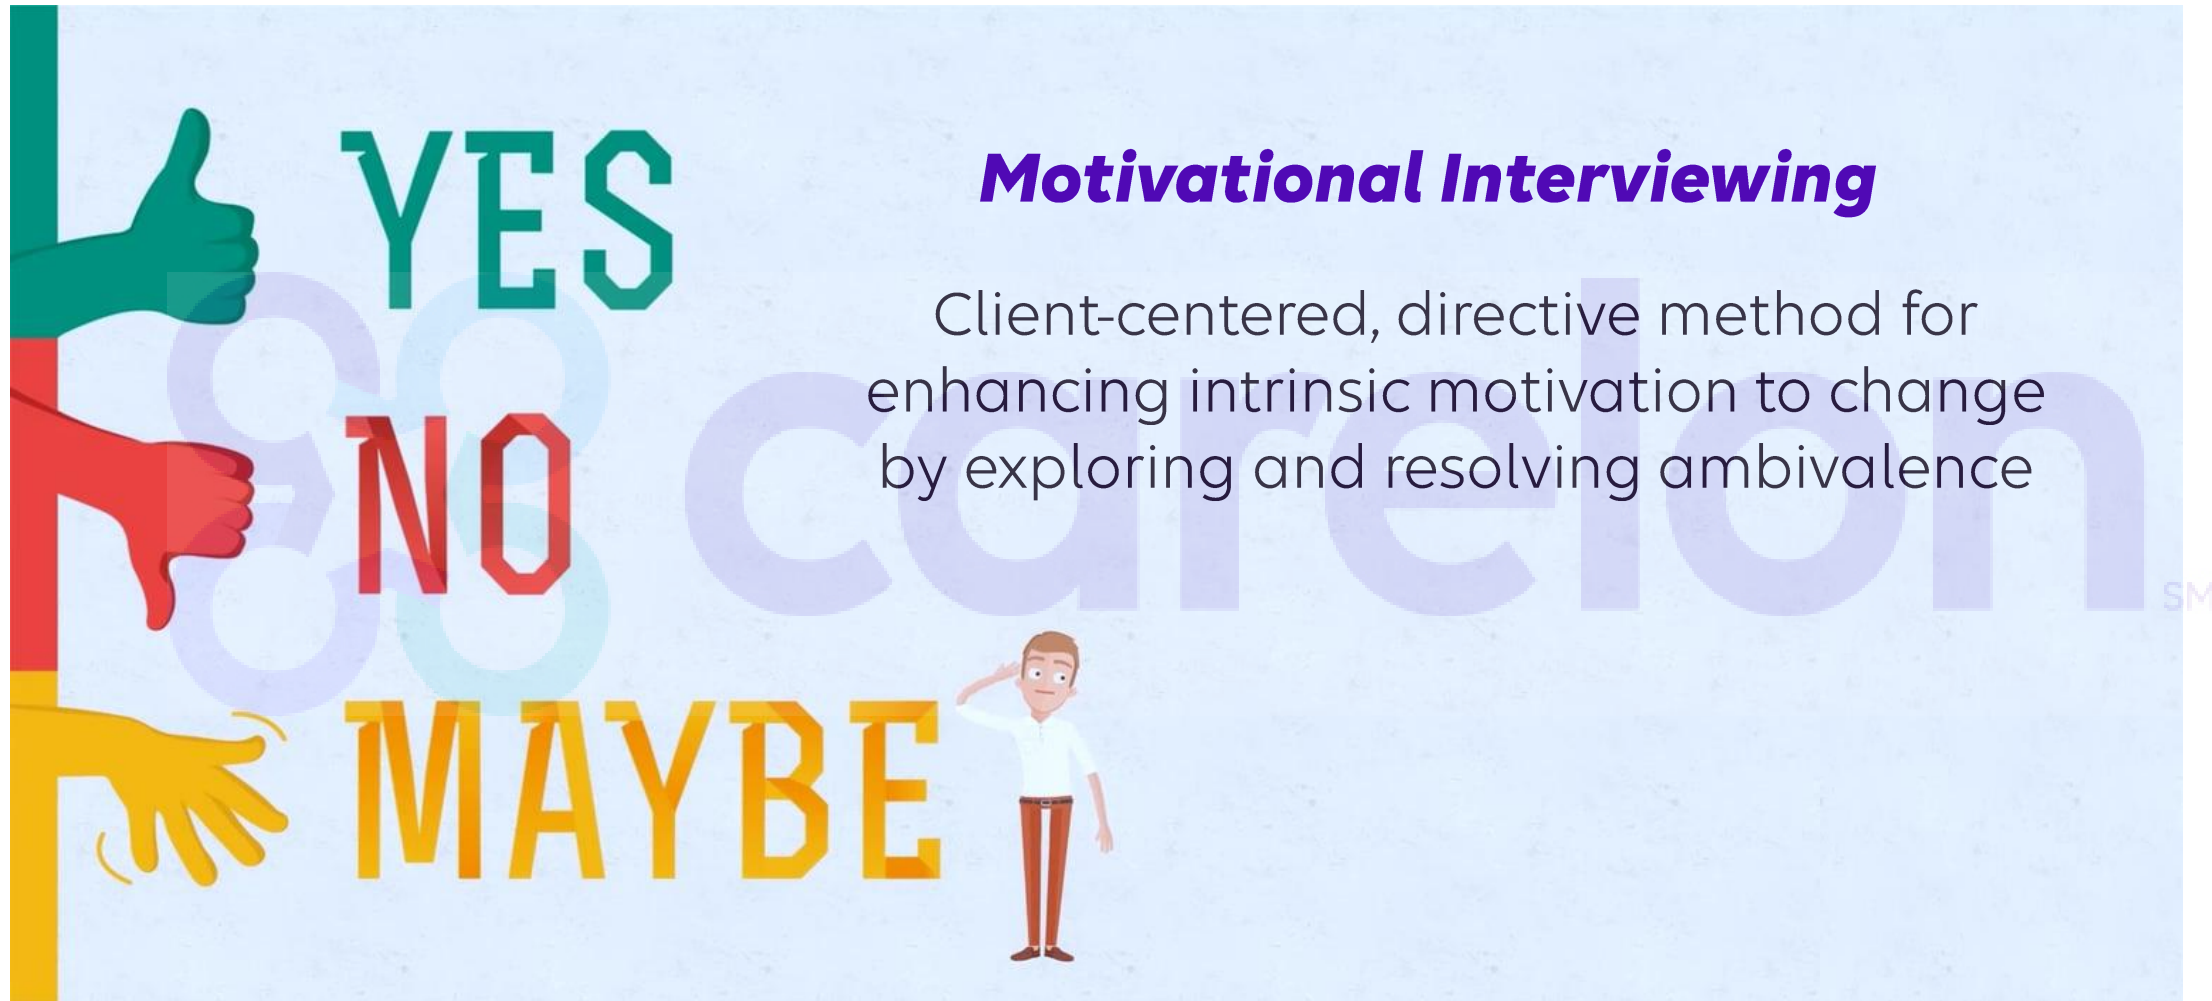 YES
NO
MAYBE
Motivational Interviewing
Client-centered, directive method for
enhancing intrinsic motivation to change
by exploring and resolving ambivalence
carelon
SM